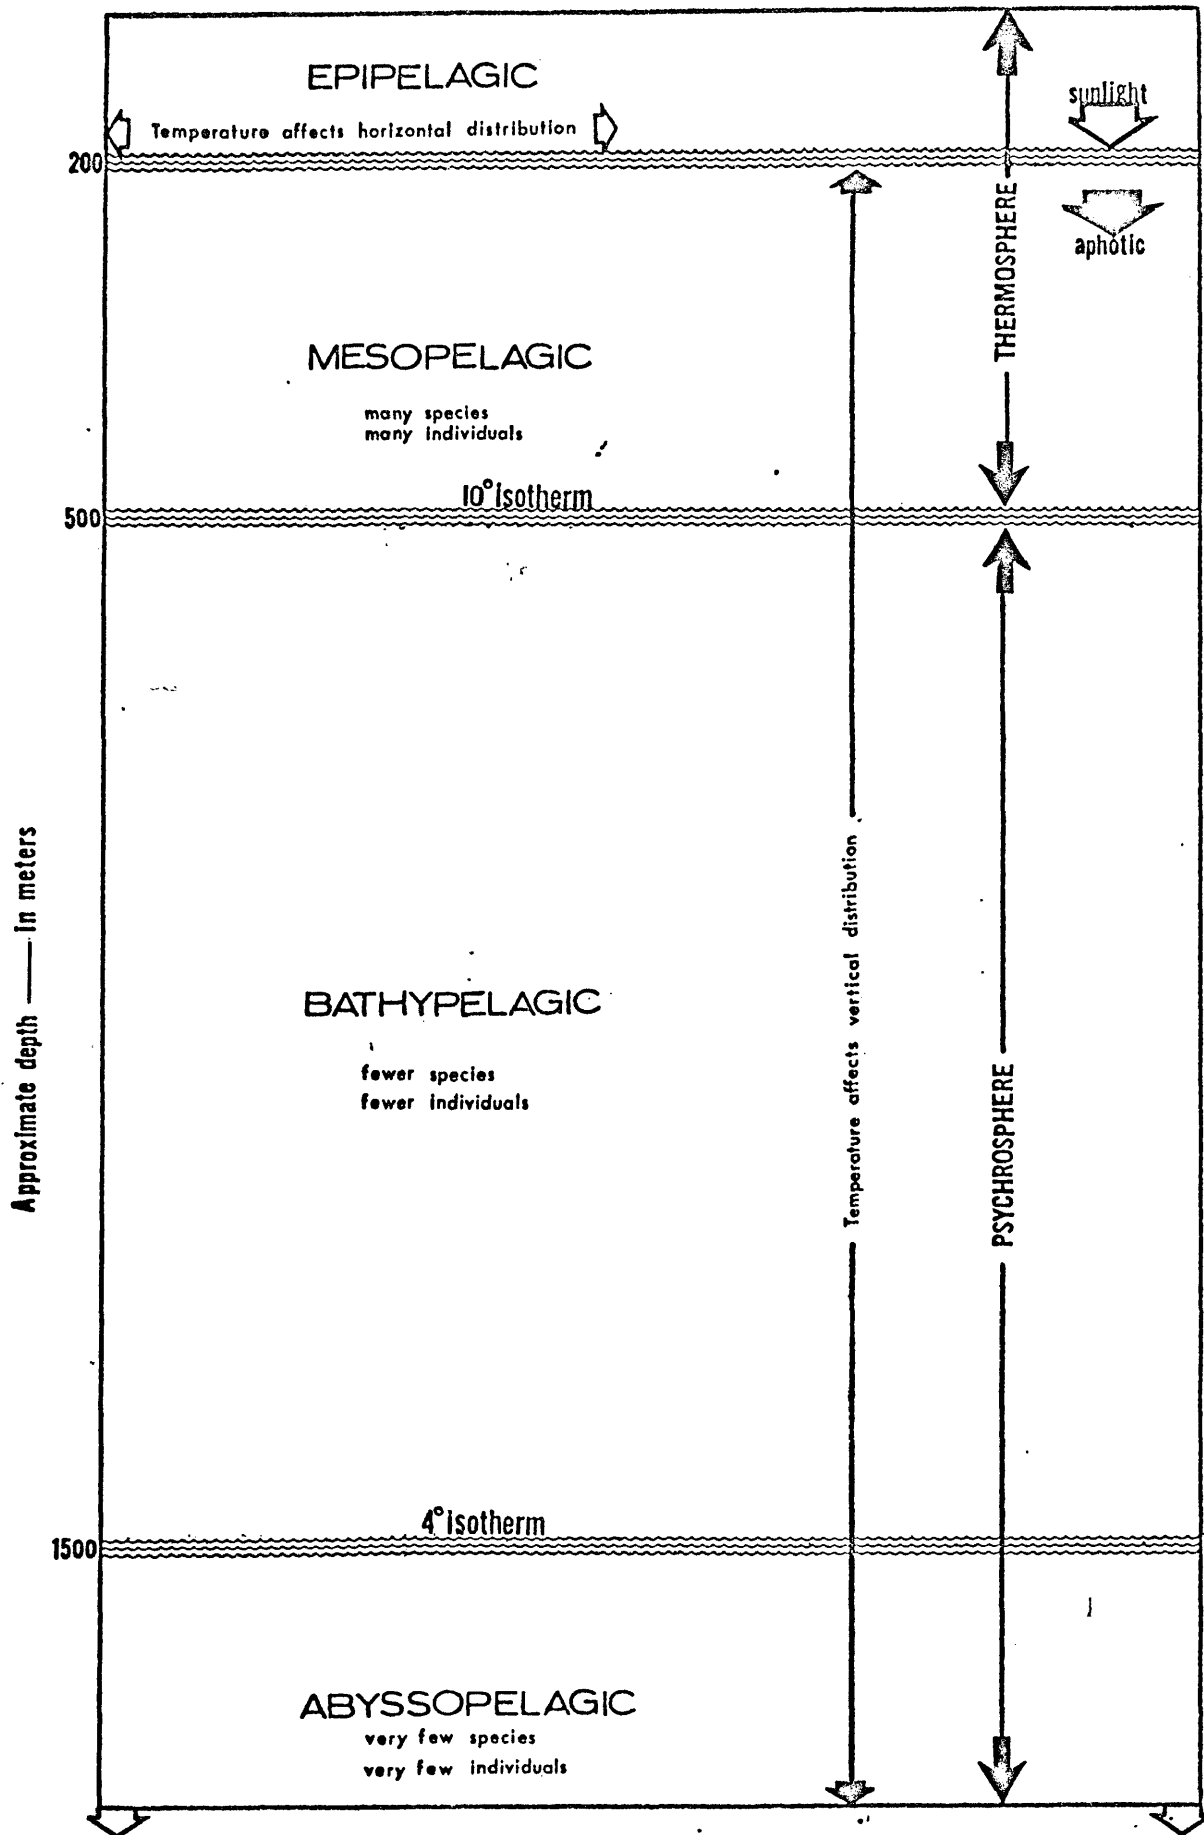 EPIPELAGIC
Temperature affects horizontal distribution
sunlight
200
aphotic
THERMOSPHERE
MESOPELAGIC
many species
many individuals
10° isotherm
500
Approximate depth — In meters
Temperature affects vertical distribution
BATHYPELAGIC
fewer species
fewer individuals
PSYCHROSPHERE
4° isotherm
1500
ABYSSOPELAGIC
very few species
very few individuals